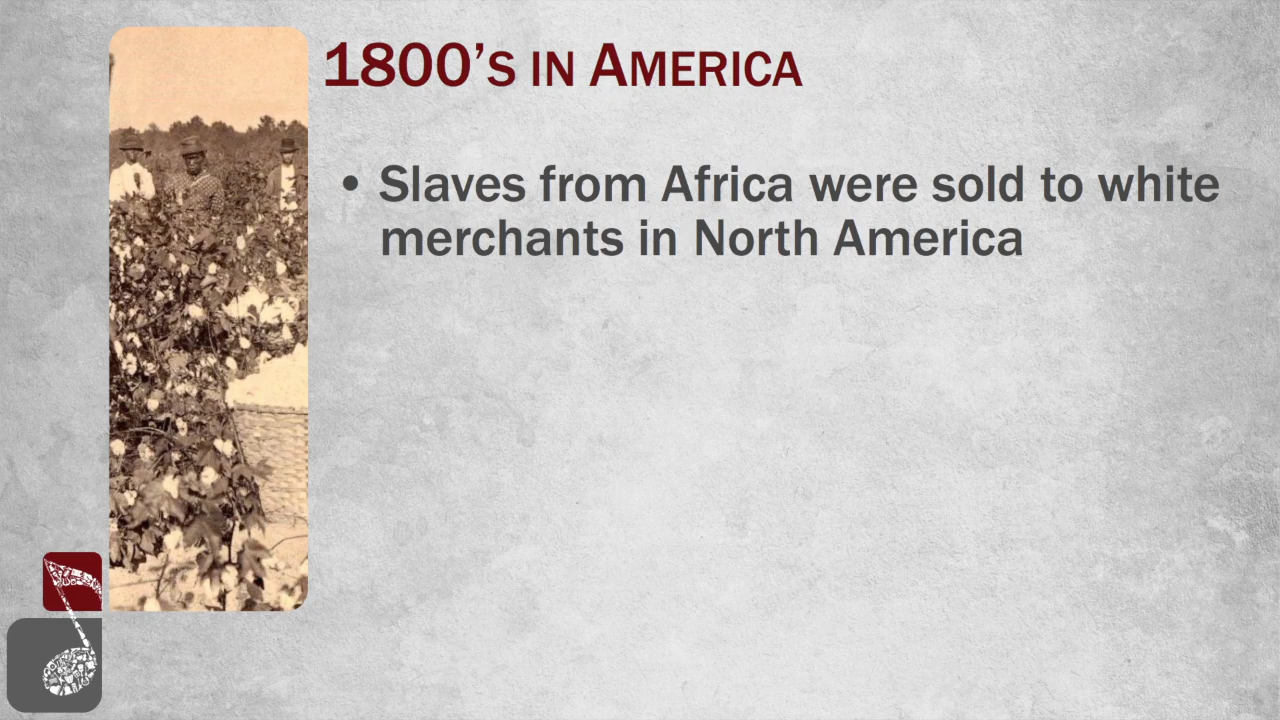 1800’s in America
• Slaves from Africa were sold to white
merchants in North America